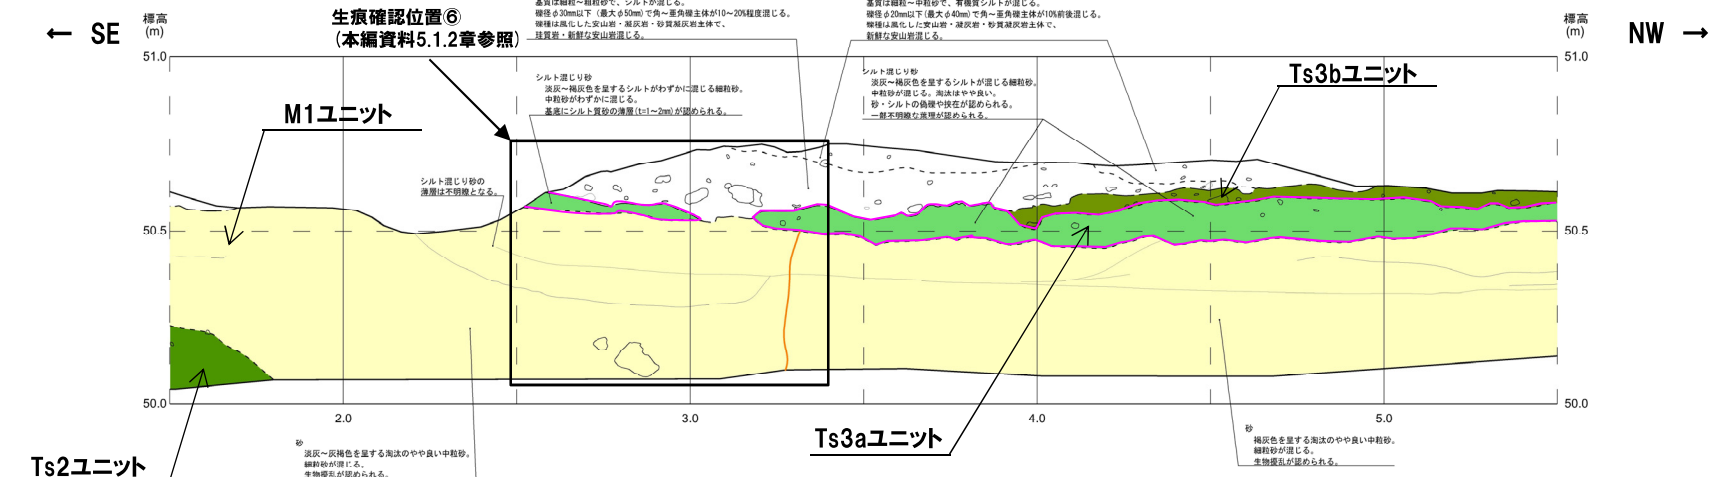 ← SE
標高
(m)
生痕確認位置⑥
(本編資料5.1.2章参照)
基質は細粒～粗粒砂で、シルトが混じる。
礫径φ30mm以下（最大φ50mm)で角～亜角礫主体が10～20%程度混じる。
礫種は風化した安山岩・凝灰岩・砂質凝灰岩主体で、
珪質岩・新鮮な安山岩混じる。
基質は細粒～中粒砂で、有機質シルトが混じる。
礫径φ20mm以下(最大φ40mm)で角～亜角礫主体が10%前後混じる。
礫種は風化した安山岩・凝灰岩・砂質凝灰岩主体で、
新鮮な安山岩混じる。
標高
(m)
NW →
51.0
51.0
シルト混じり砂
淡灰～褐灰色を呈するシルトがわずかに混じる細粒砂。
中粒砂がわずかに混じる。
基底にシルト質砂の薄層(t=1～2mm)が認められる。
シルト混じり砂
淡灰～褐灰色を呈するシルトが混じる細粒砂。
中粒砂が混じる。淘汰はやや良い。
砂・シルトの偽礫や挟在が認められる。
一部不明瞭な葉理が認められる。
Ts3bユニット
M1ユニット
シルト混じり砂の
薄層は不明瞭となる。
50.5
50.5
50.0
50.0
2.0
3.0
4.0
5.0
Ts2ユニット
砂
淡灰～灰褐色を呈する淘汰のやや良い中粒砂。
細粒砂が混じる。
生物擾乱が認められる。
Ts3aユニット
砂
褐灰色を呈する淘汰のやや良い中粒砂。
細粒砂が混じる。
生物擾乱が認められる。